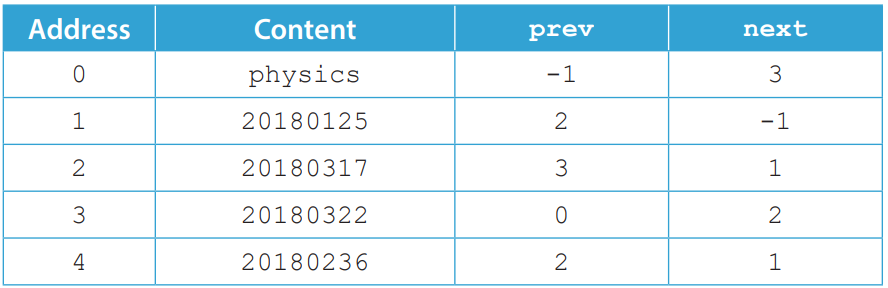 Address Content prev next
0 physics -1 3
1 20180125 2 -1
2 20180317 3 1
3 20180322 0 2
4 20180236 2 1